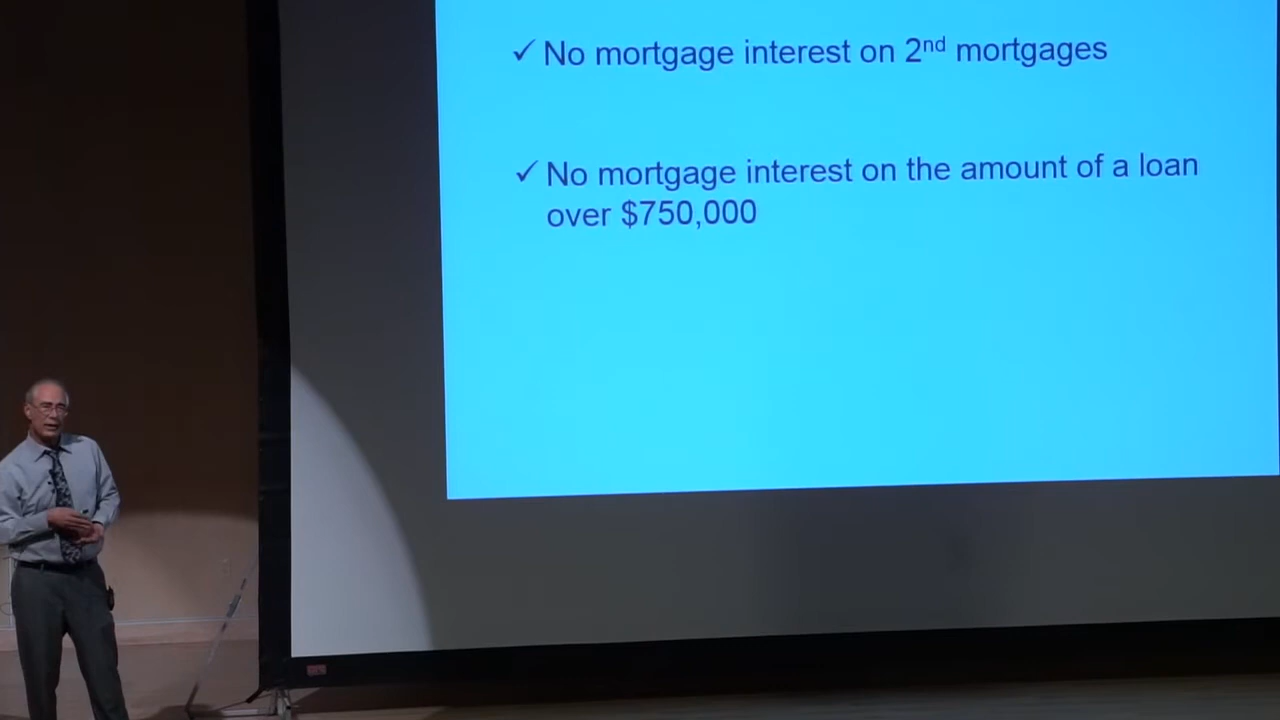 ✓ No mortgage interest on 2nd mortgages
✓ No mortgage interest on the amount of a loan
over $750,000